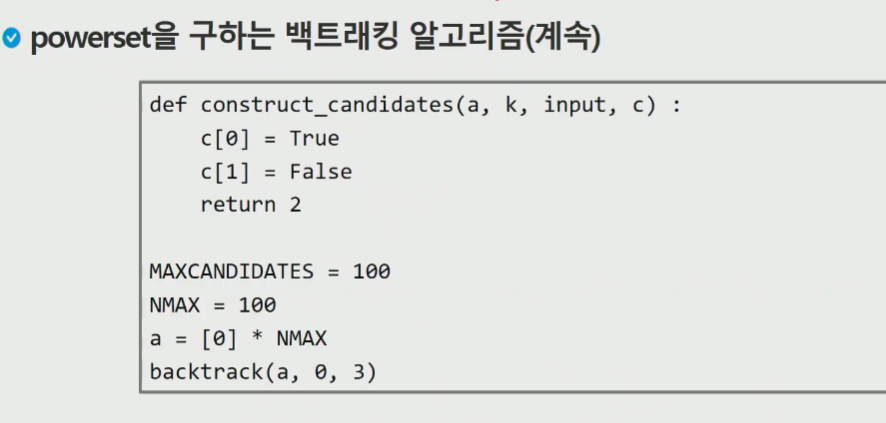 powerset을 구하는 백트래킹 알고리즘(계속)
def construct_candidates(a, k, input, c) :
    c[0] = True
    c[1] = False
    return 2
MAXCANDIDATES = 100
NMAX = 100
a = [0] * NMAX
backtrack(a, 0, 3)